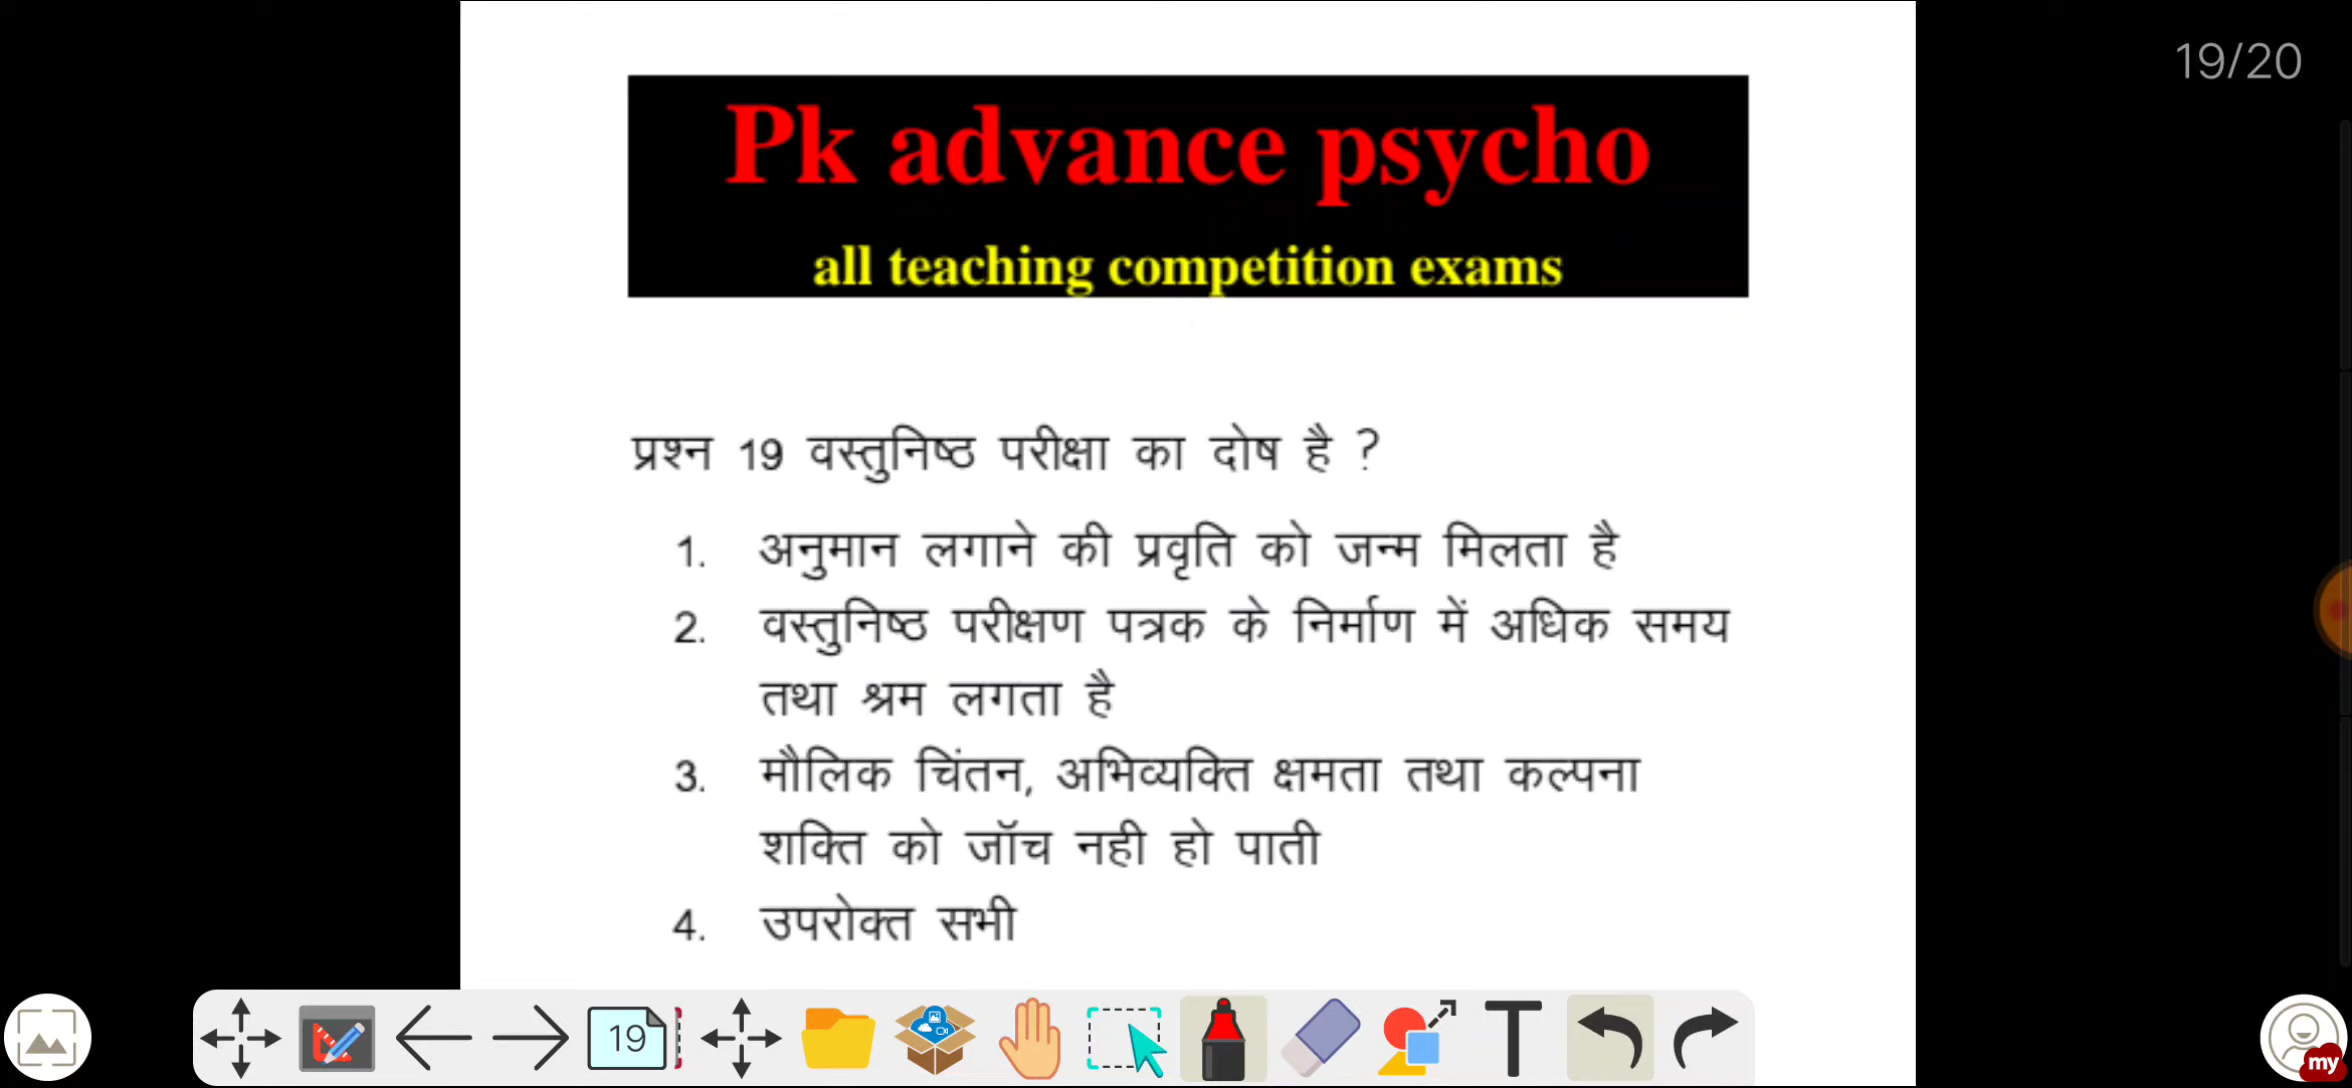 19/20
Pk advance psycho
all teaching competition exams
प्रश्न 19 वस्तुनिष्ठ परीक्षा का दोष है ?
1. अनुमान लगाने की प्रवृति को जन्म मिलता है
2. वस्तुनिष्ठ परीक्षण पत्रक के निर्माण में अधिक समय
तथा श्रम लगता है
3. मौलिक चिंतन, अभिव्यक्ति क्षमता तथा कल्पना
शक्ति को जॉच नही हो पाती
4. उपरोक्त सभी
19
T
my